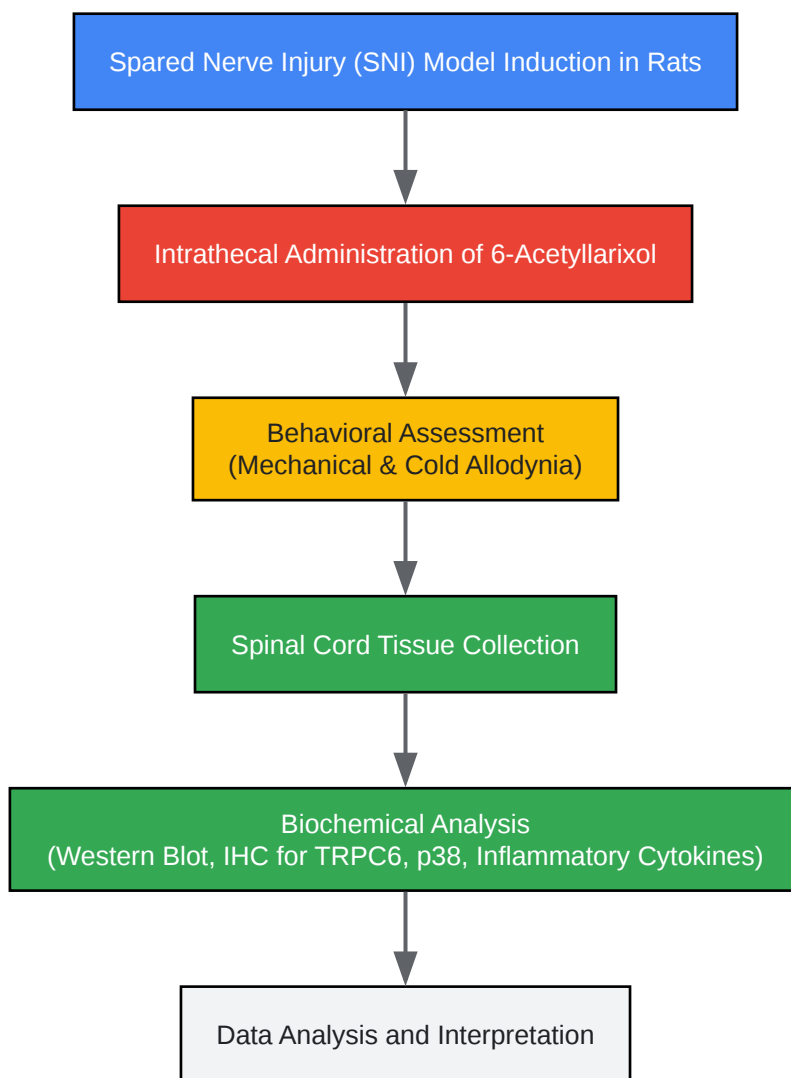 Spared Nerve Injury (SNI) Model Induction in Rats
Intrathecal Administration of 6-Acetyllarixol
Behavioral Assessment
(Mechanical & Cold Allodynia)
Spinal Cord Tissue Collection
Biochemical Analysis
(Western Blot, IHC for TRPC6, p38, Inflammatory Cytokines)
Data Analysis and Interpretation